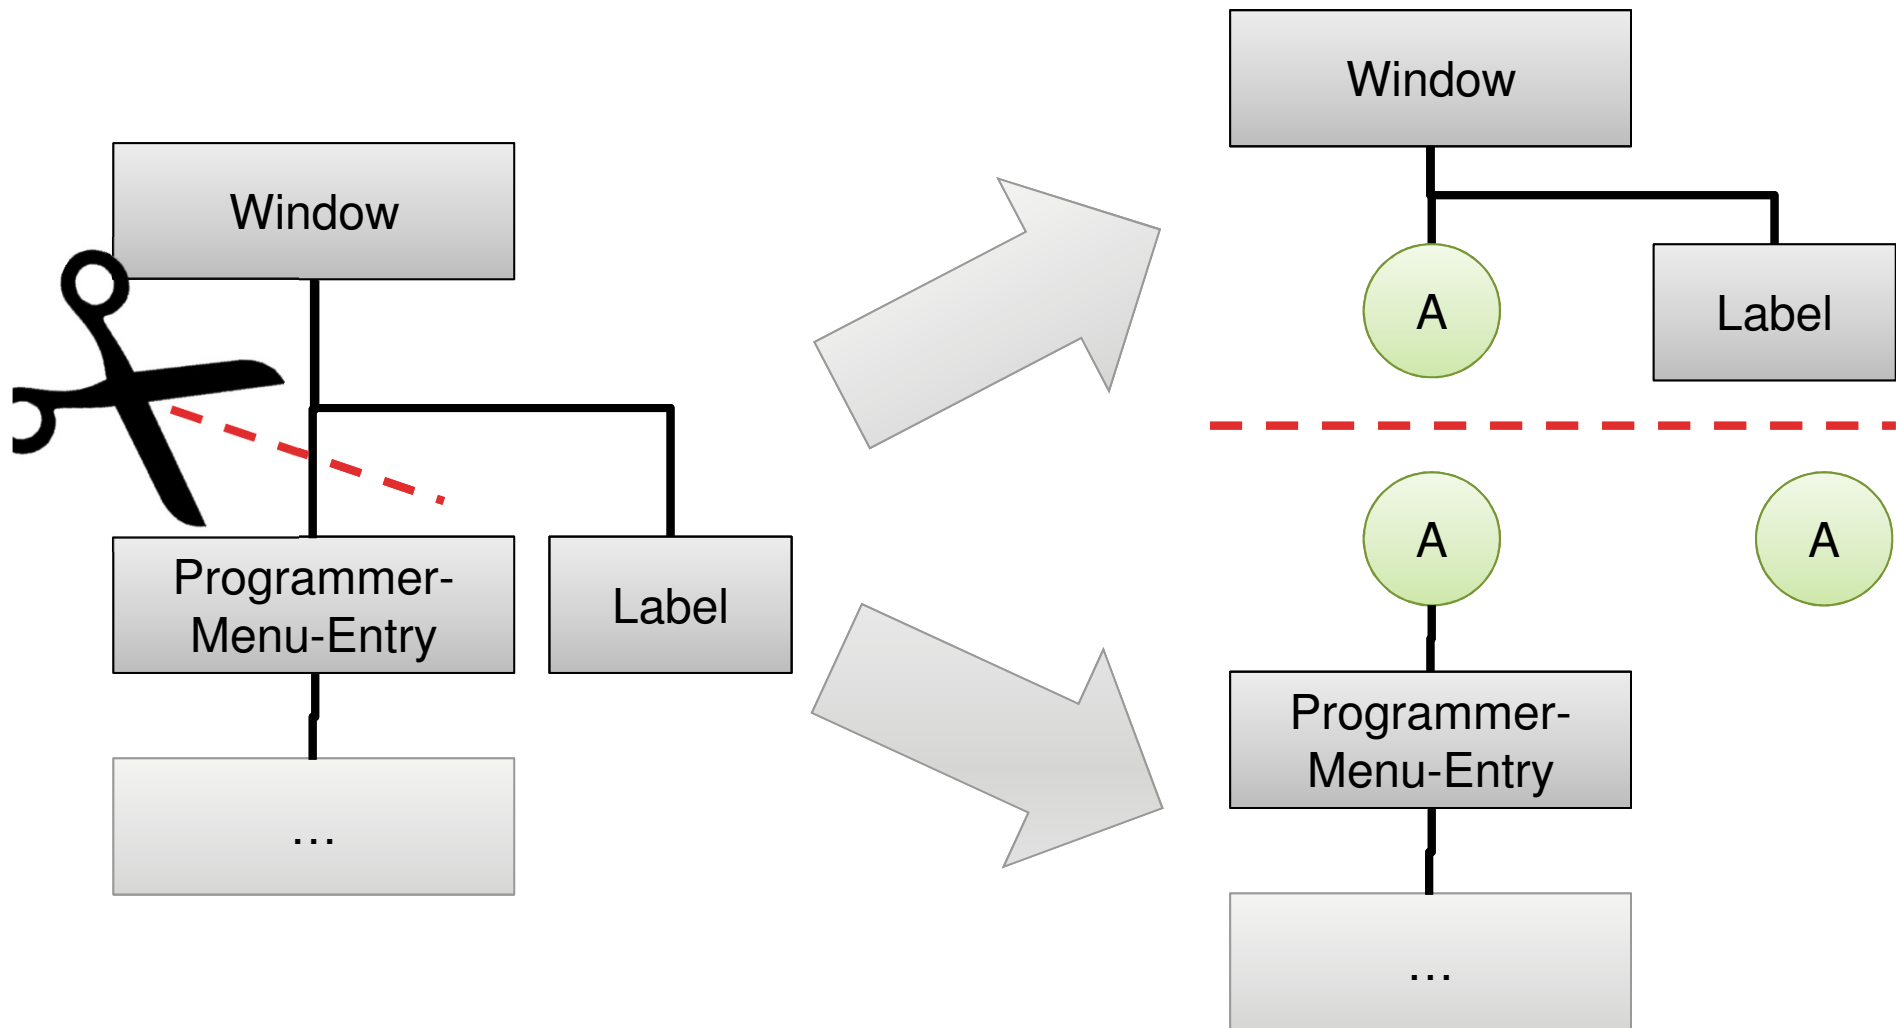 Window
Programmer-
Menu-Entry
Label
...
Window
A
Label
A
A
Programmer-
Menu-Entry
...